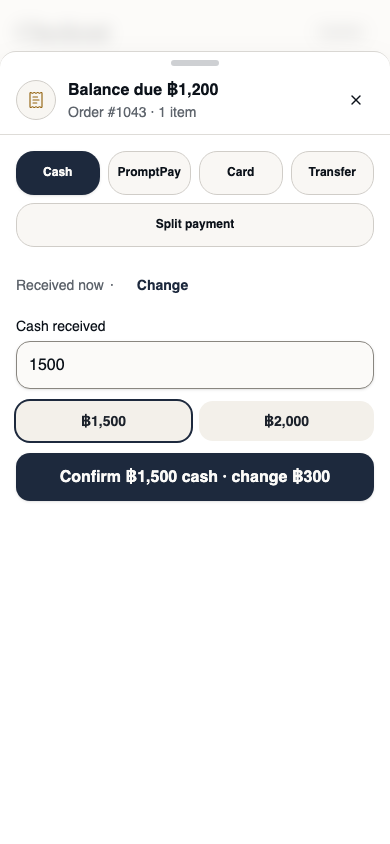 Balance due ฿1,200
Order #1043 · 1 item
Cash PromptPay Card Transfer
Split payment
Received now · Change
Cash received
1500
฿1,500 ฿2,000
Confirm ฿1,500 cash · change ฿300